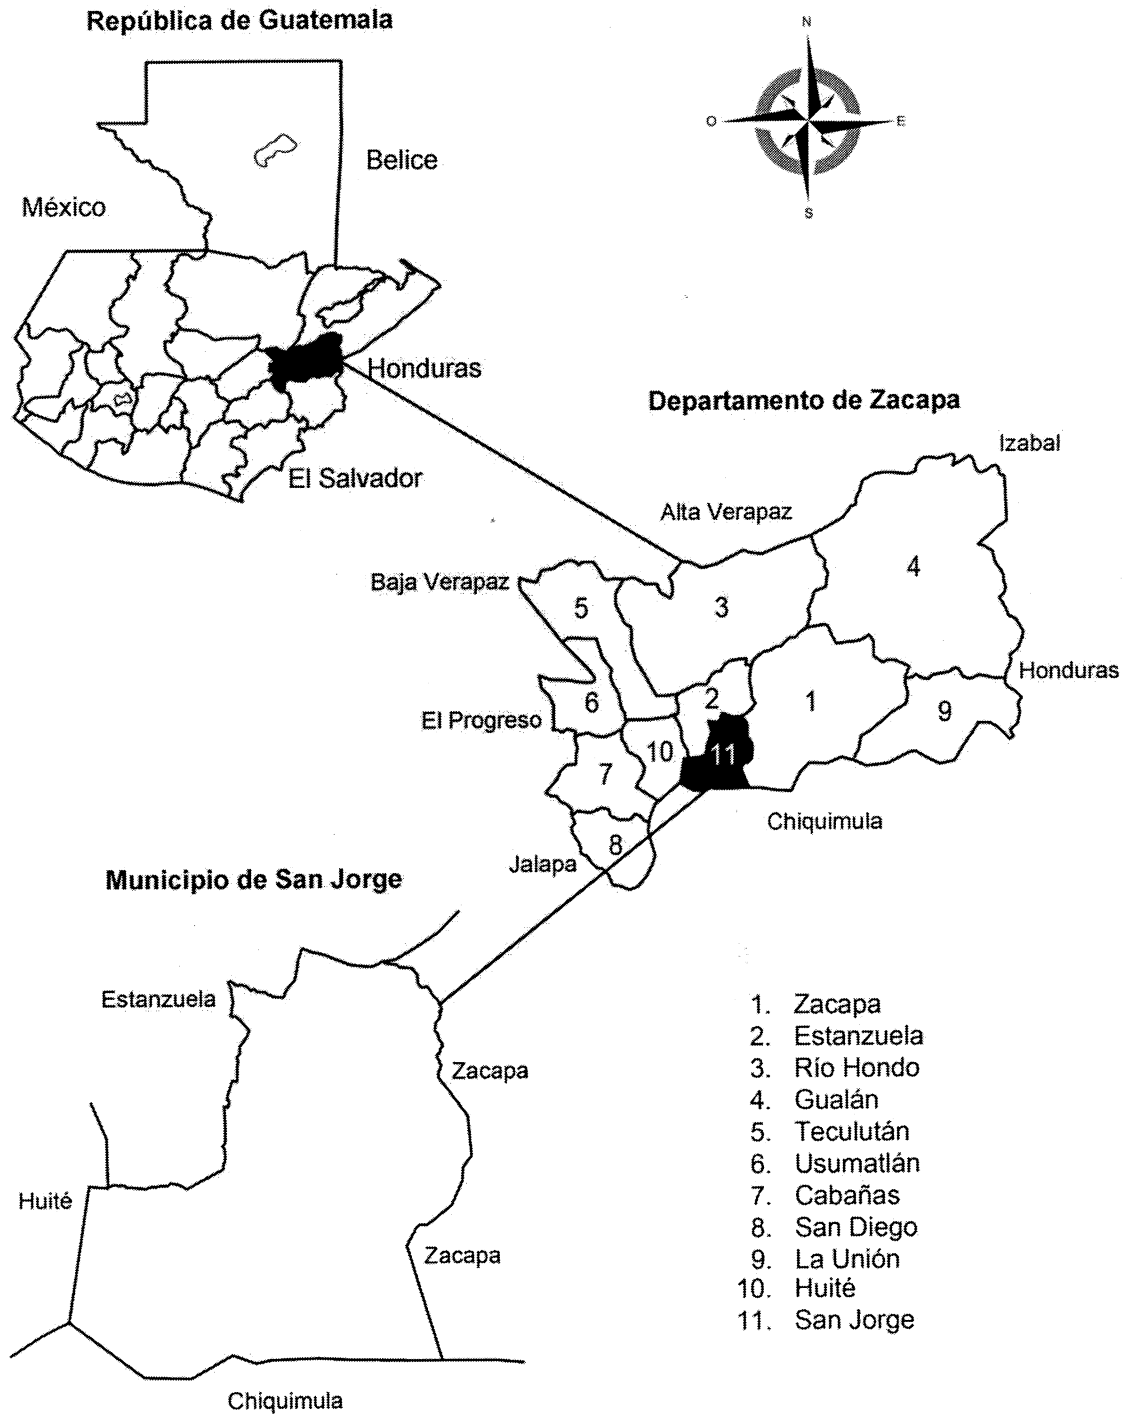 República de Guatemala
N
O
E
S
Belice
México
Honduras
El Salvador
Departamento de Zacapa
Izabal
Alta Verapaz
Baja Verapaz
4
5
3
Honduras
6
2
1
9
El Progreso
10
11
7
Chiquimula
8
Jalapa
Municipio de San Jorge
Estanzuela
Zacapa
Huité
Zacapa
Chiquimula
1. Zacapa
2. Estanzuela
3. Río Hondo
4. Gualán
5. Teculután
6. Usumatlán
7. Cabañas
8. San Diego
9. La Unión
10. Huité
11. San Jorge